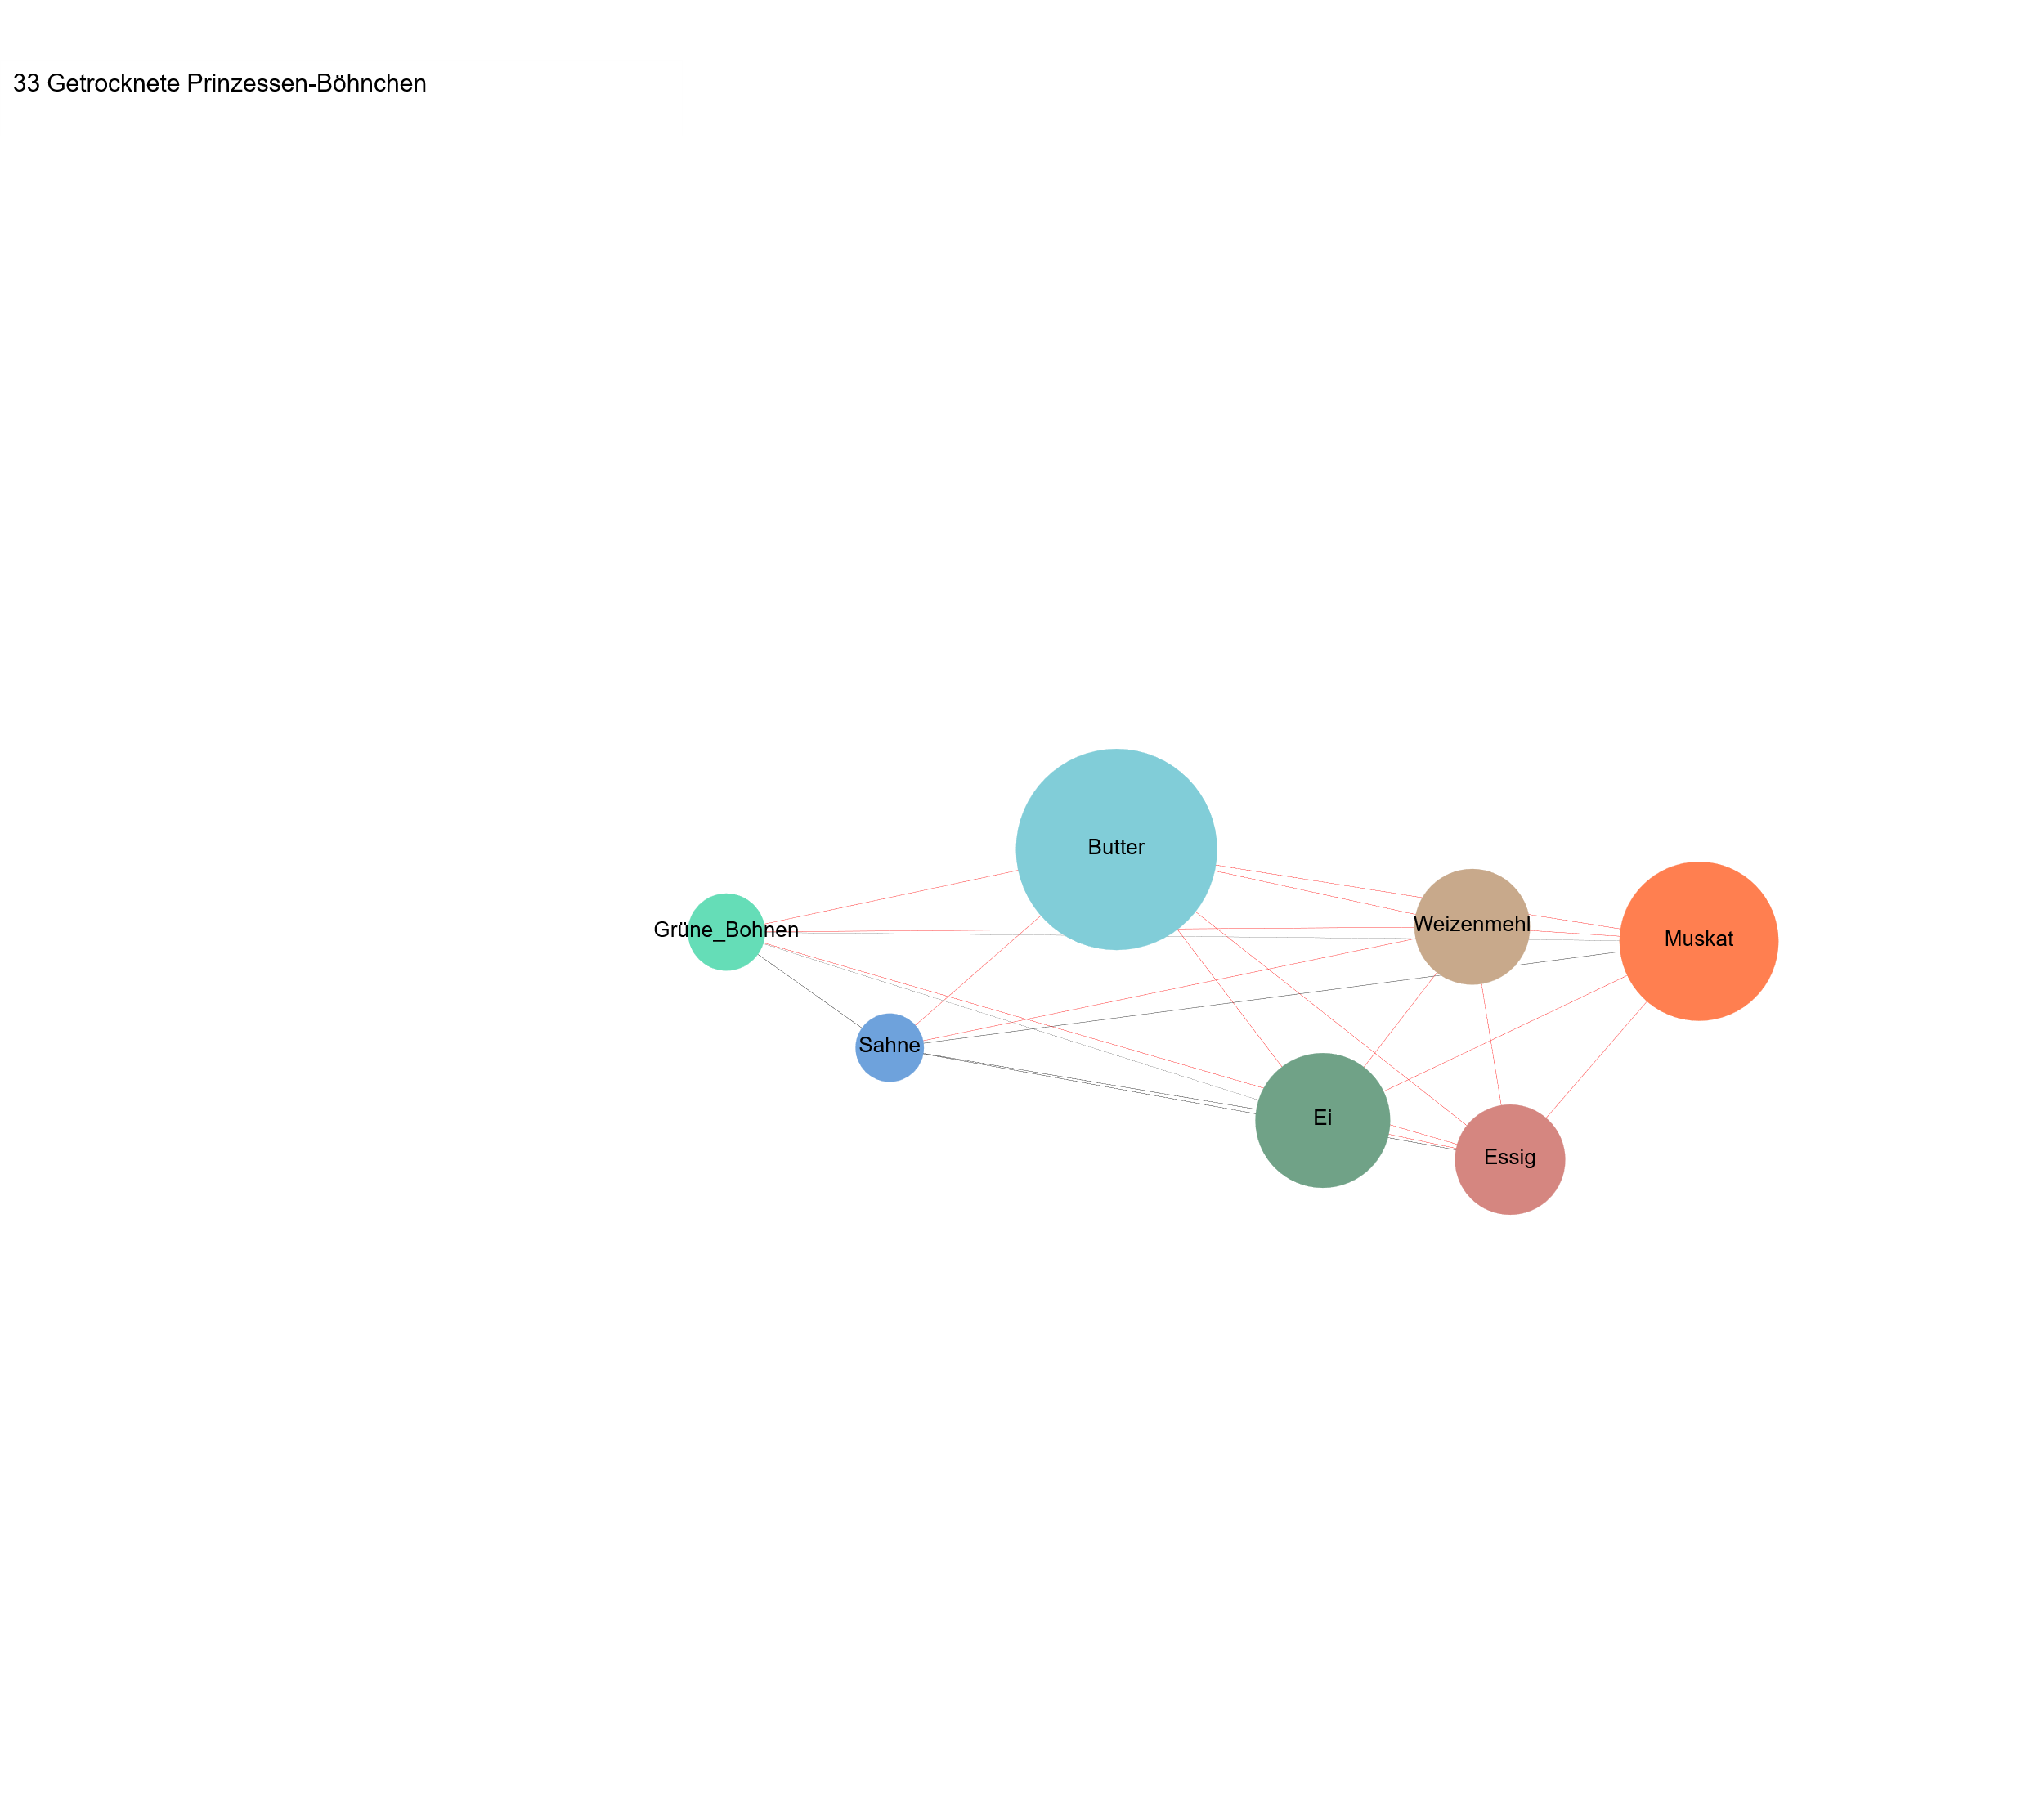 33 Getrocknete Prinzessen-Böhnchen
Butter
Weizenmehl
Grüne_Bohnen
Muskat
Sahne
Ei
Essig